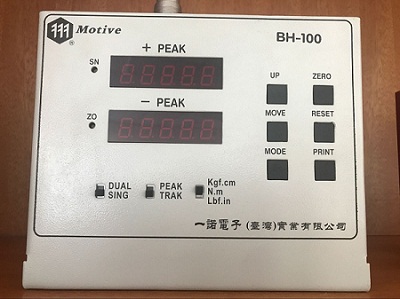 Motive
®
BH-100
+ PEAK
SN
UP ZERO
− PEAK
MOVE RESET
ZO
MODE PRINT
DUAL
SING
PEAK
TRAK
Kgf.cm
N.m
Lbf.in
一諾電子(臺灣)實業有限公司